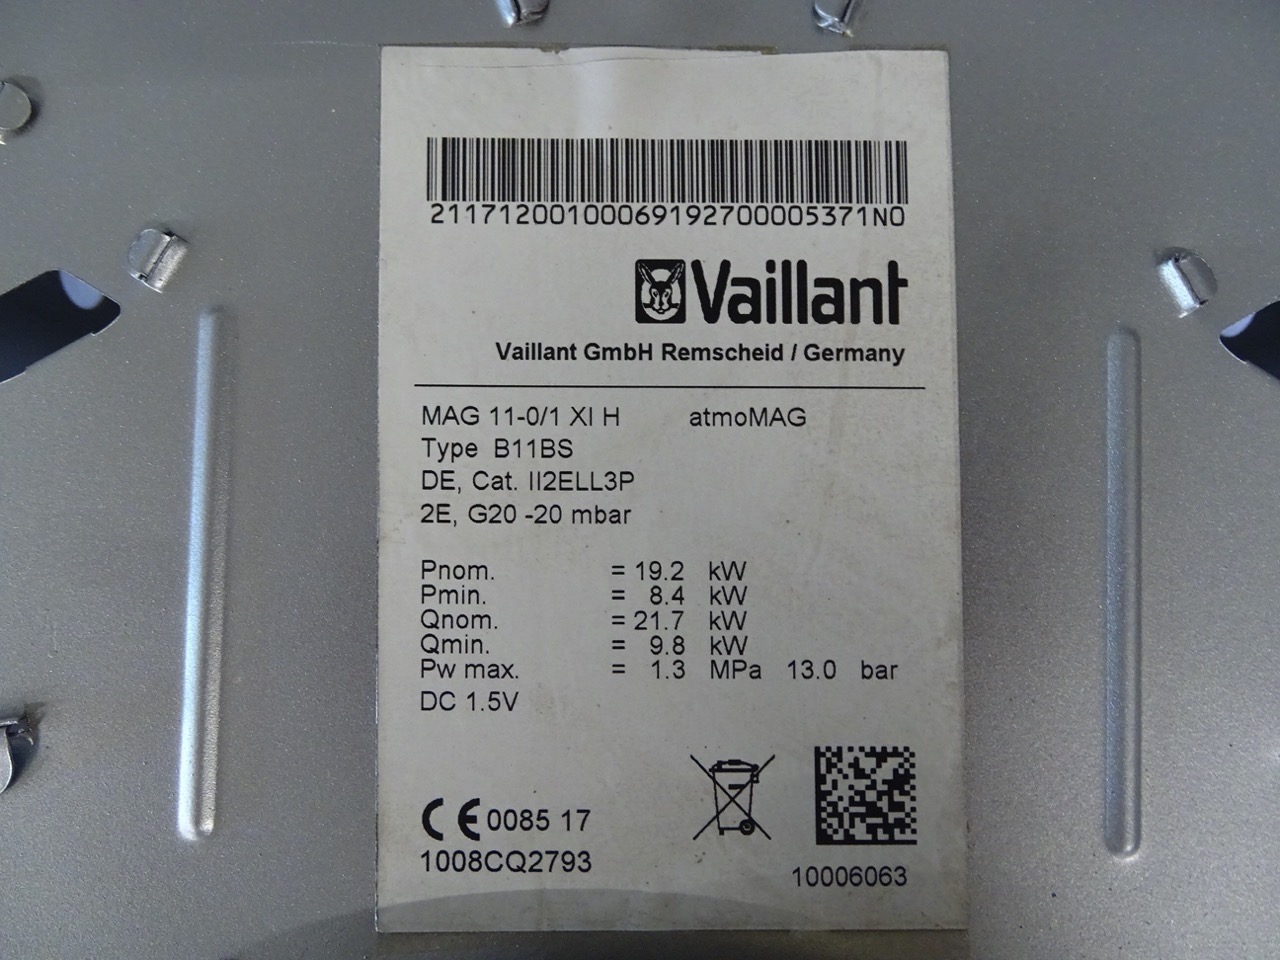 21171200100069192700005371N0
Vaillant
Vaillant GmbH Remscheid / Germany
MAG 11-0/1 XI H atmoMAG
Type B11BS
DE, Cat. II2ELL3P
2E, G20 -20 mbar
Pnom. = 19.2 kW
Pmin. = 8.4 kW
Qnom. = 21.7 kW
Qmin. = 9.8 kW
Pw max. = 1.3 MPa 13.0 bar
DC 1.5V
CE 0085 17
1008CQ2793
10006063